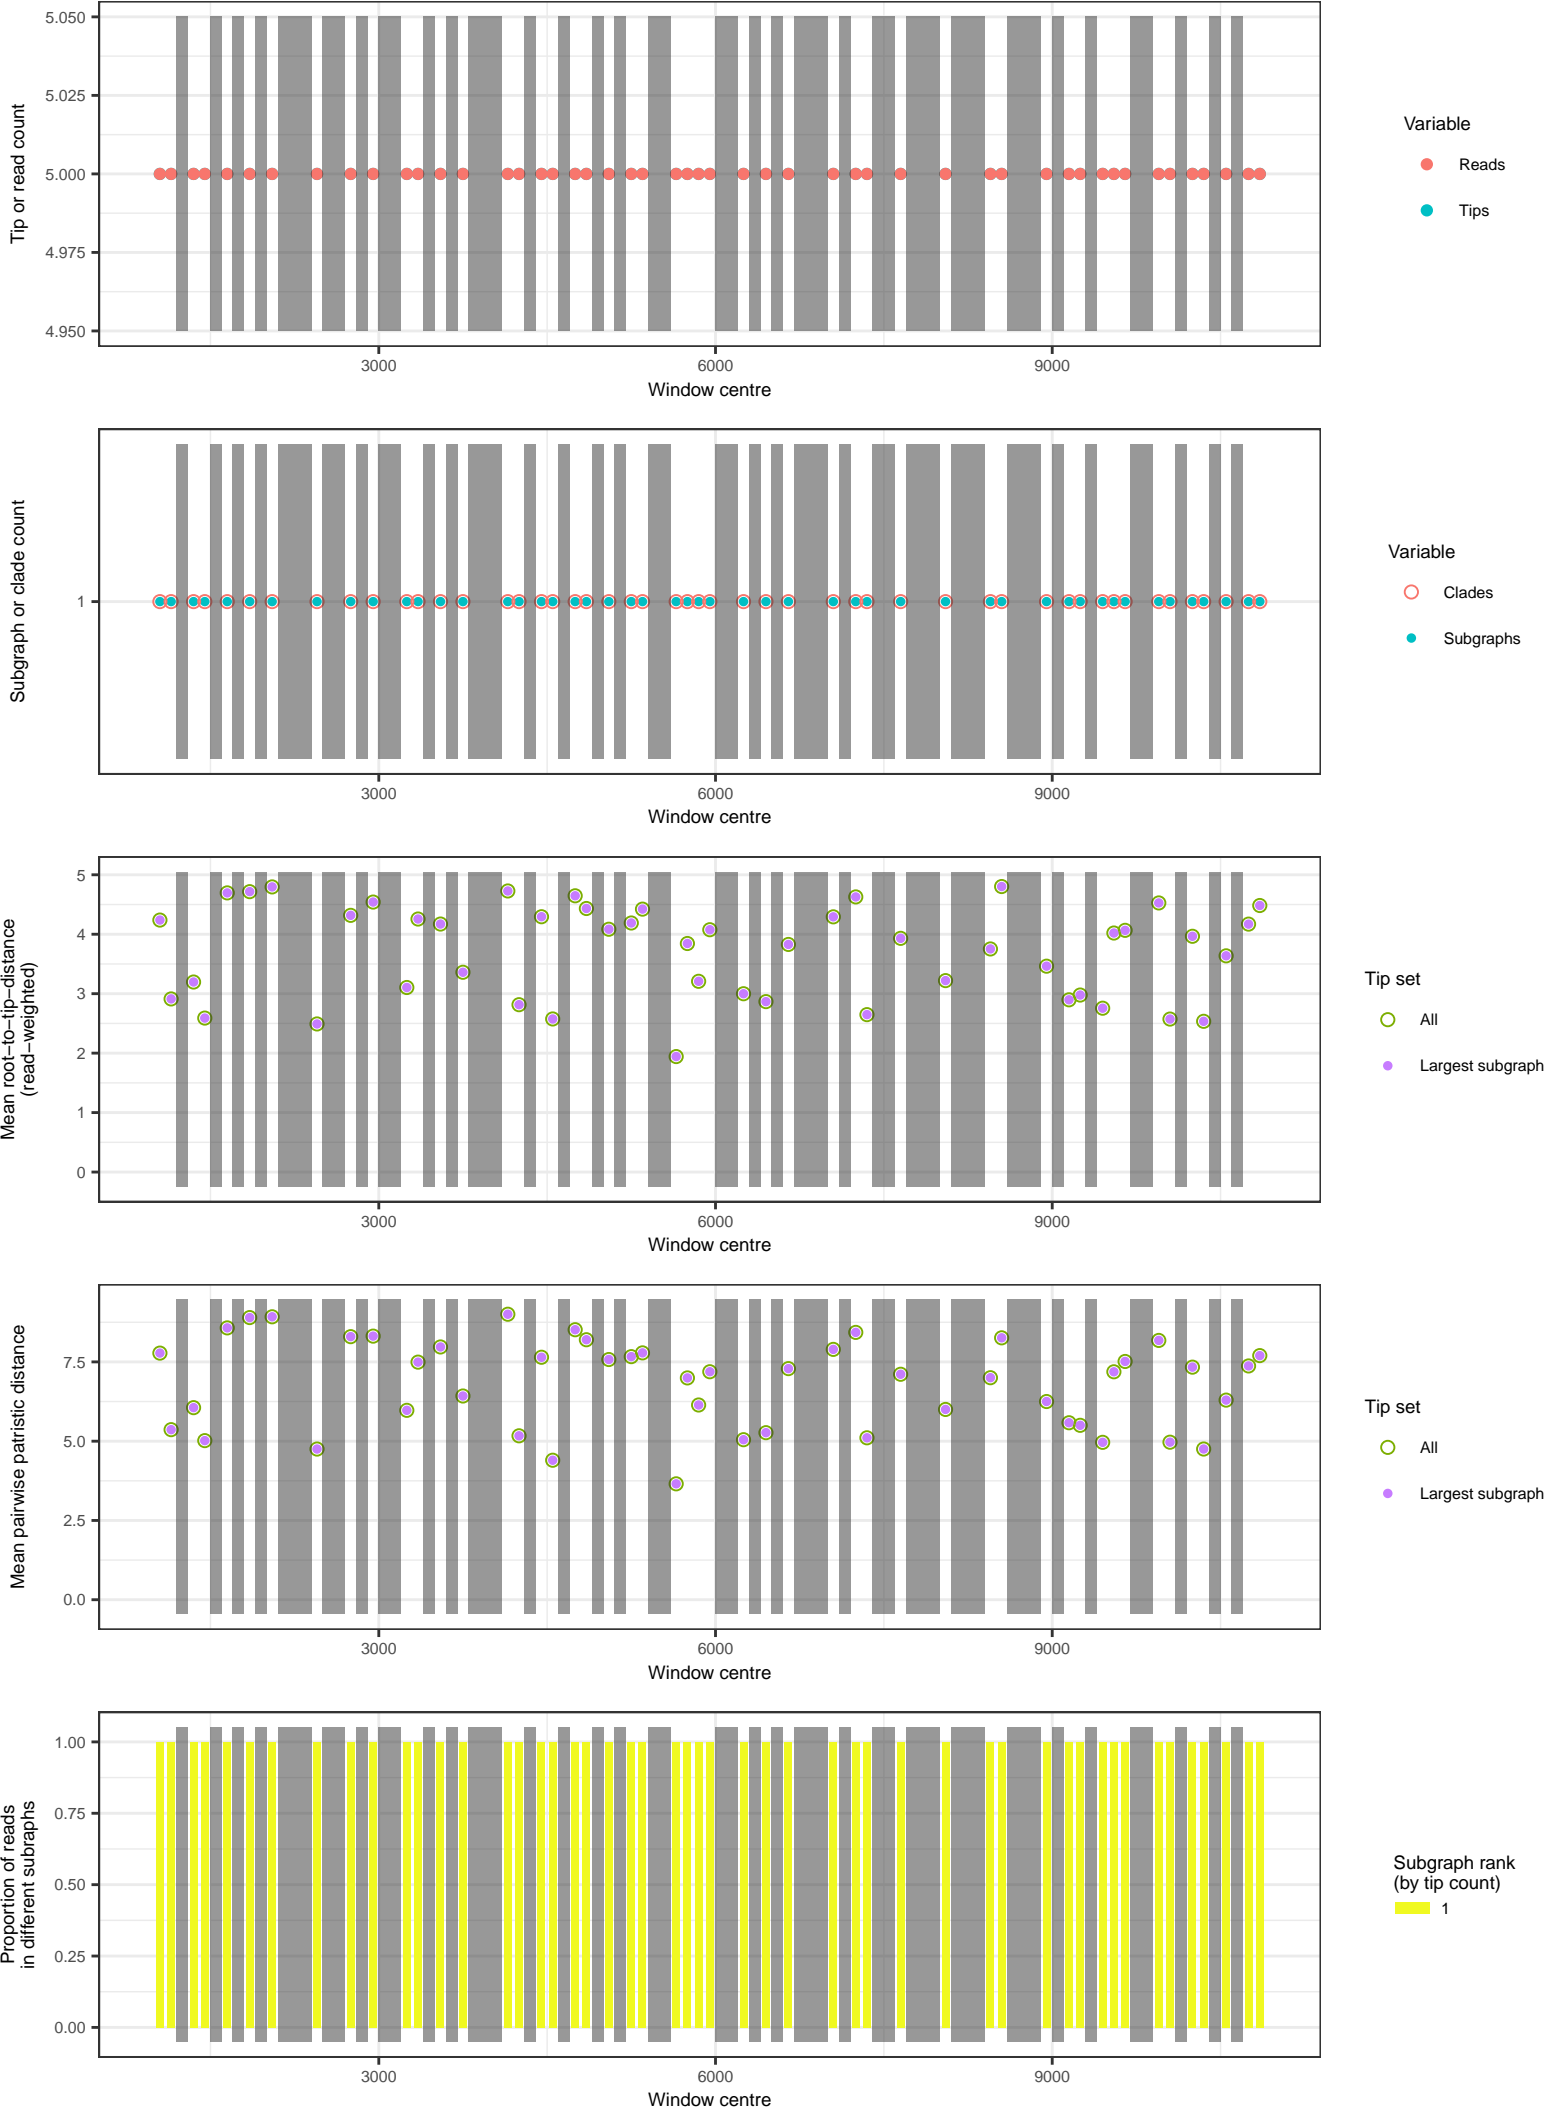 5.050
5.025
5.000
4.975
4.950
Tip or read count
3000
6000
9000
Window centre
Variable
Reads
Tips
Subgraph or clade count
1
3000
6000
9000
Window centre
Variable
Clades
Subgraphs
Mean root−to−tip−distance
(read−weighted)
5
4
3
2
1
0
3000
6000
9000
Window centre
Tip set
All
Largest subgraph
Mean pairwise patristic distance
7.5
5.0
2.5
0.0
3000
6000
9000
Window centre
Tip set
All
Largest subgraph
Proportion of reads
in different subraphs
1.00
0.75
0.50
0.25
0.00
3000
6000
9000
Window centre
Subgraph rank
(by tip count)
1